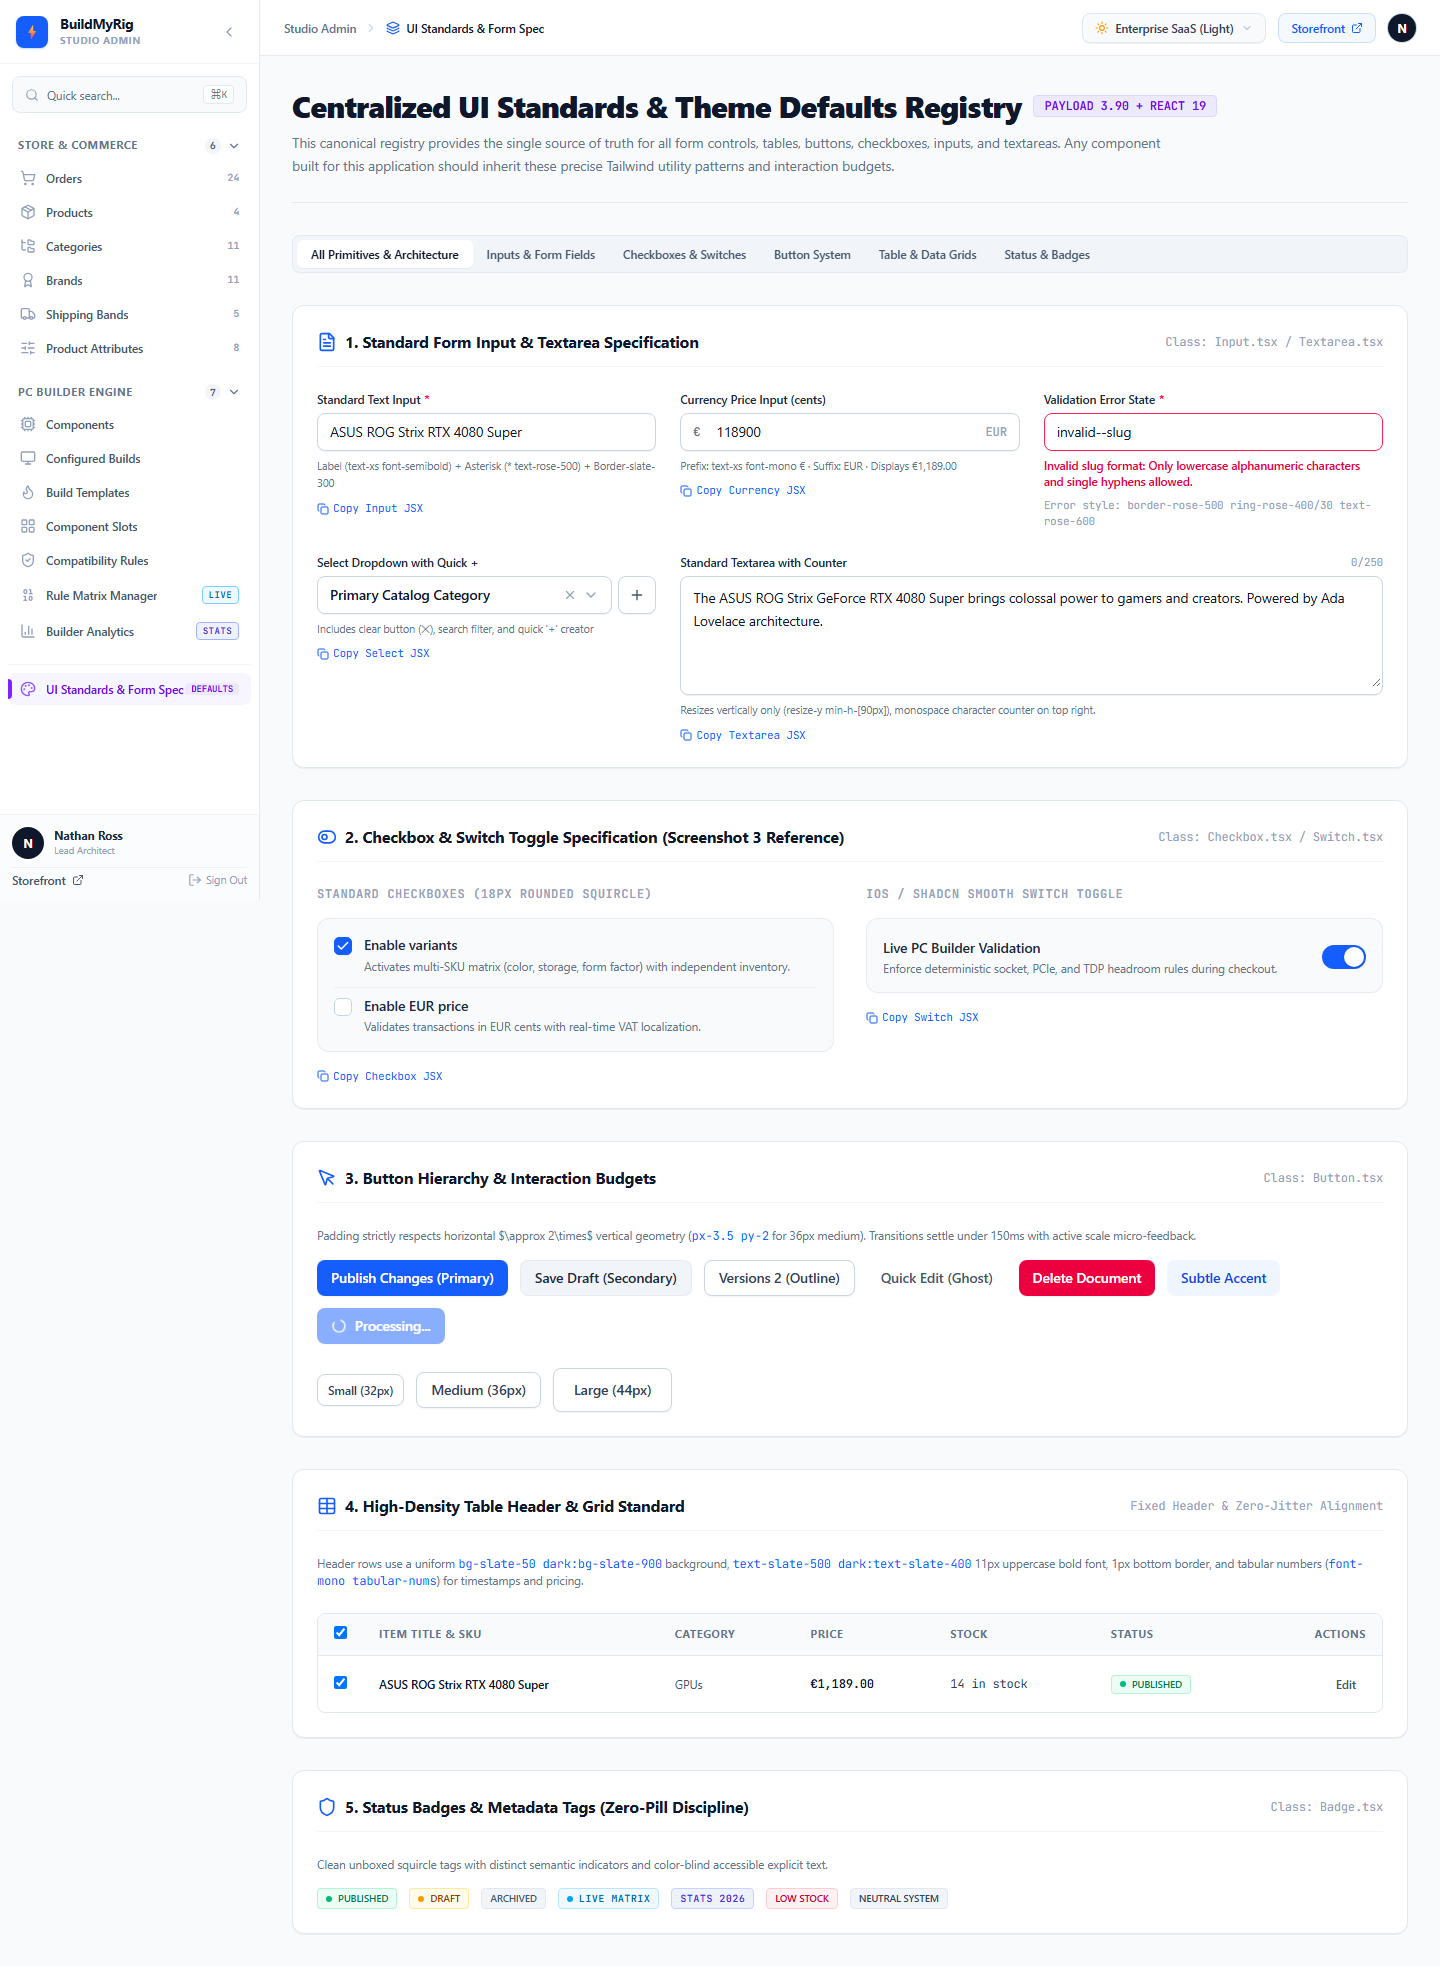 BuildMyRig
STUDIO ADMIN
Quick search...
⌘K
STORE & COMMERCE 6
Orders 24
Products 4
Categories 11
Brands 11
Shipping Bands 5
Product Attributes 8
PC BUILDER ENGINE 7
Components
Configured Builds
Build Templates
Component Slots
Compatibility Rules
Rule Matrix Manager LIVE
Builder Analytics STATS
UI Standards & Form Spec DEFAULTS
N
Nathan Ross
Lead Architect
Storefront
Sign Out
Studio Admin
UI Standards & Form Spec
Enterprise SaaS (Light)
Storefront
N
Centralized UI Standards & Theme Defaults Registry
PAYLOAD 3.90 + REACT 19
This canonical registry provides the single source of truth for all form controls, tables, buttons, checkboxes, inputs, and textareas. Any component
built for this application should inherit these precise Tailwind utility patterns and interaction budgets.
All Primitives & Architecture
Inputs & Form Fields
Checkboxes & Switches
Button System
Table & Data Grids
Status & Badges
1. Standard Form Input & Textarea Specification
Class: Input.tsx / Textarea.tsx
Standard Text Input *
ASUS ROG Strix RTX 4080 Super
Label (text-xs font-semibold) + Asterisk (* text-rose-500) + Border-slate-
300
Copy Input JSX
Currency Price Input (cents)
€ 118900 EUR
Prefix: text-xs font-mono € · Suffix: EUR · Displays €1,189.00
Copy Currency JSX
Validation Error State *
invalid--slug
Invalid slug format: Only lowercase alphanumeric characters
and single hyphens allowed.
Error style: border-rose-500 ring-rose-400/30 text-
rose-600
Select Dropdown with Quick +
Primary Catalog Category
Includes clear button (✕), search filter, and quick '+' creator
Copy Select JSX
Standard Textarea with Counter
0/250
The ASUS ROG Strix GeForce RTX 4080 Super brings colossal power to gamers and creators. Powered by Ada
Lovelace architecture.
Resizes vertically only (resize-y min-h-[90px]), monospace character counter on top right.
Copy Textarea JSX
2. Checkbox & Switch Toggle Specification (Screenshot 3 Reference)
Class: Checkbox.tsx / Switch.tsx
STANDARD CHECKBOXES (18PX ROUNDED SQUIRCLE)
Enable variants
Activates multi-SKU matrix (color, storage, form factor) with independent inventory.
Enable EUR price
Validates transactions in EUR cents with real-time VAT localization.
Copy Checkbox JSX
IOS / SHADCN SMOOTH SWITCH TOGGLE
Live PC Builder Validation
Enforce deterministic socket, PCIe, and TDP headroom rules during checkout.
Copy Switch JSX
3. Button Hierarchy & Interaction Budgets
Class: Button.tsx
Padding strictly respects horizontal $\approx 2\times$ vertical geometry (px-3.5 py-2 for 36px medium). Transitions settle under 150ms with active scale micro-feedback.
Publish Changes (Primary)
Save Draft (Secondary)
Versions 2 (Outline)
Quick Edit (Ghost)
Delete Document
Subtle Accent
Processing...
Small (32px)
Medium (36px)
Large (44px)
4. High-Density Table Header & Grid Standard
Fixed Header & Zero-Jitter Alignment
Header rows use a uniform bg-slate-50 dark:bg-slate-900 background, text-slate-500 dark:text-slate-400 11px uppercase bold font, 1px bottom border, and tabular numbers (font-
mono tabular-nums) for timestamps and pricing.
ITEM TITLE & SKU CATEGORY PRICE STOCK STATUS ACTIONS
ASUS ROG Strix RTX 4080 Super GPUs €1,189.00 14 in stock PUBLISHED Edit
5. Status Badges & Metadata Tags (Zero-Pill Discipline)
Class: Badge.tsx
Clean unboxed squircle tags with distinct semantic indicators and color-blind accessible explicit text.
PUBLISHED
DRAFT
ARCHIVED
LIVE MATRIX
STATS 2026
LOW STOCK
NEUTRAL SYSTEM